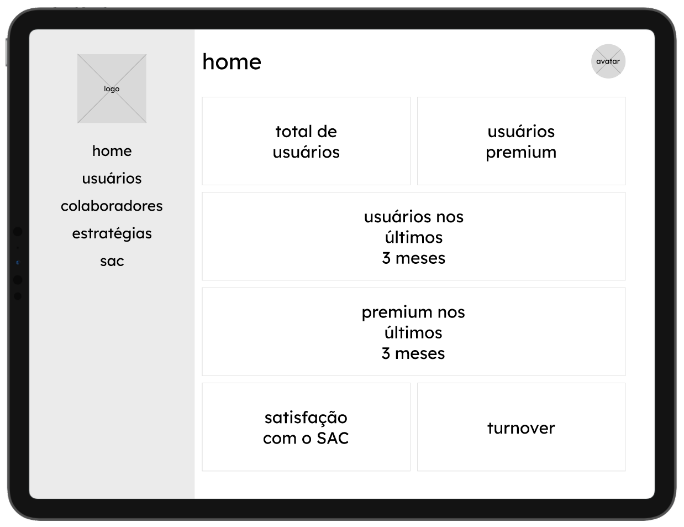 logo
home
usuários
colaboradores
estratégias
sac
home
avatar
total de
usuários
usuários
premium
usuários nos
últimos
3 meses
premium nos
últimos
3 meses
satisfação
com o SAC
turnover